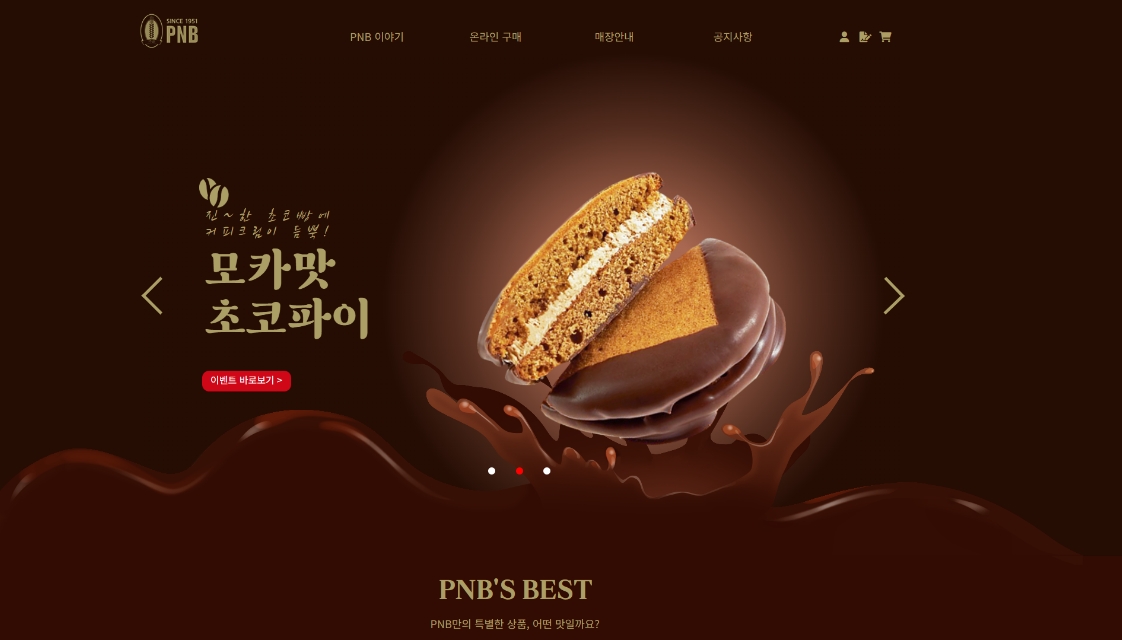 SINCE 1951
PNB
PNB 이야기
온라인 구매
매장안내
공지사항
진~한 초코빵에
커피크림이 듬뿍!
모카맛
초코파이
이벤트 바로보기 >
PNB'S BEST
PNB만의 특별한 상품, 어떤 맛일까요?